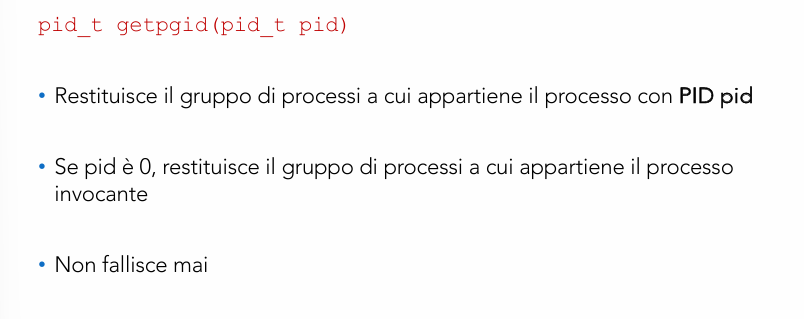 pid_t getpgid(pid_t pid)
• Restituisce il gruppo di processi a cui appartiene il processo con PID pid
• Se pid è 0, restituisce il gruppo di processi a cui appartiene il processo
invocante
• Non fallisce mai